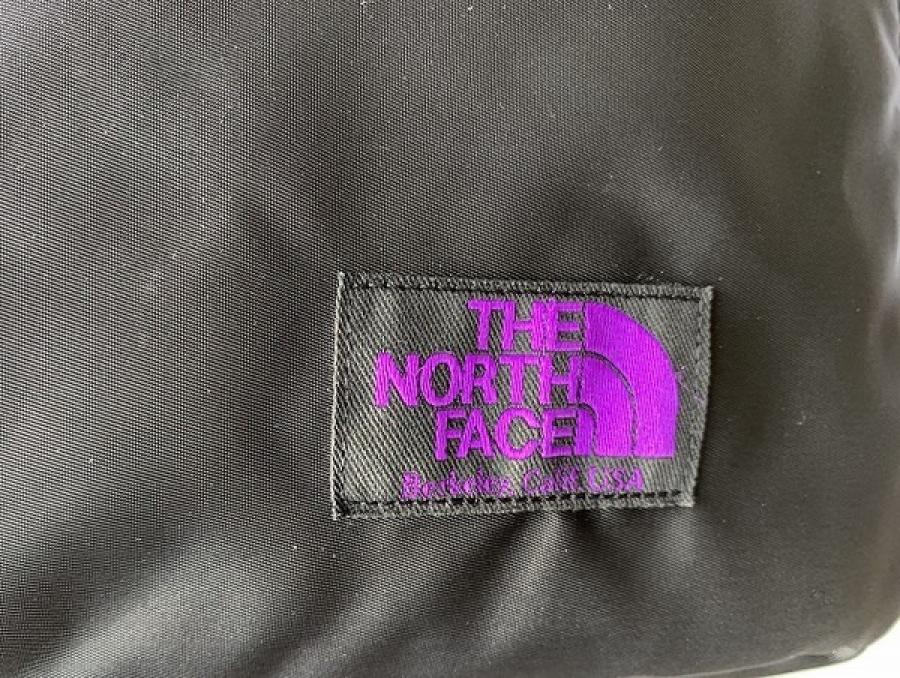 THE
NORTH
FACE
Berkeley, Calif. USA